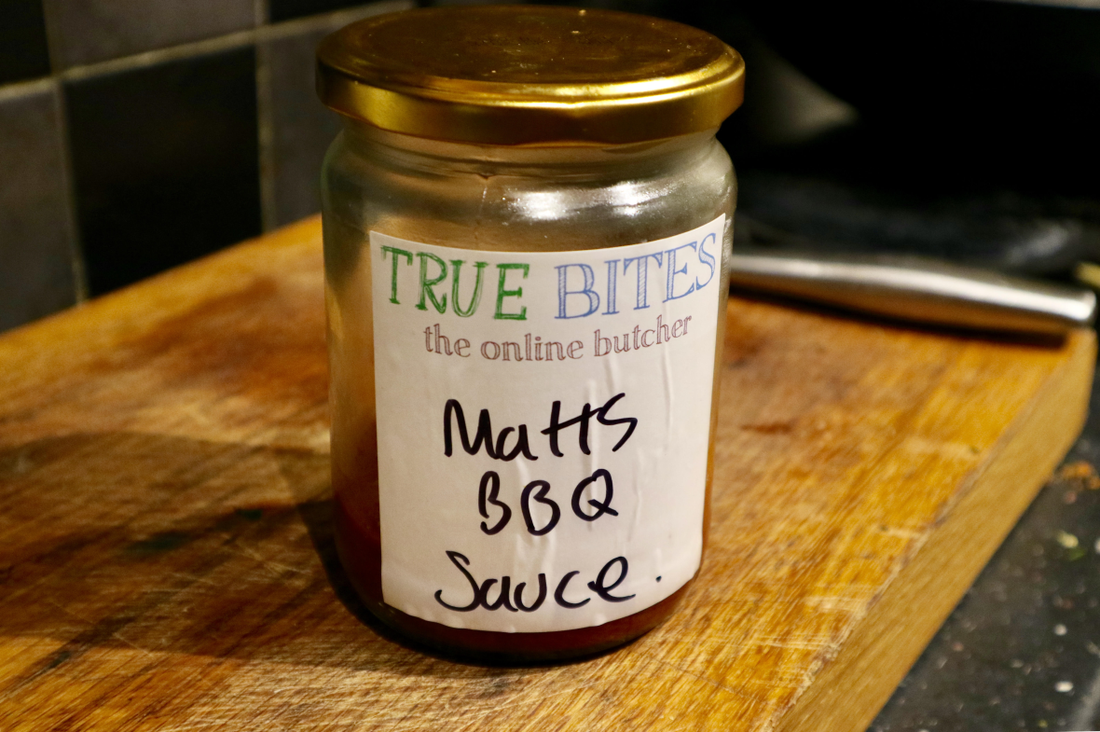 TRUE BITES
the online butcher
Matts
BBQ
Sauce.